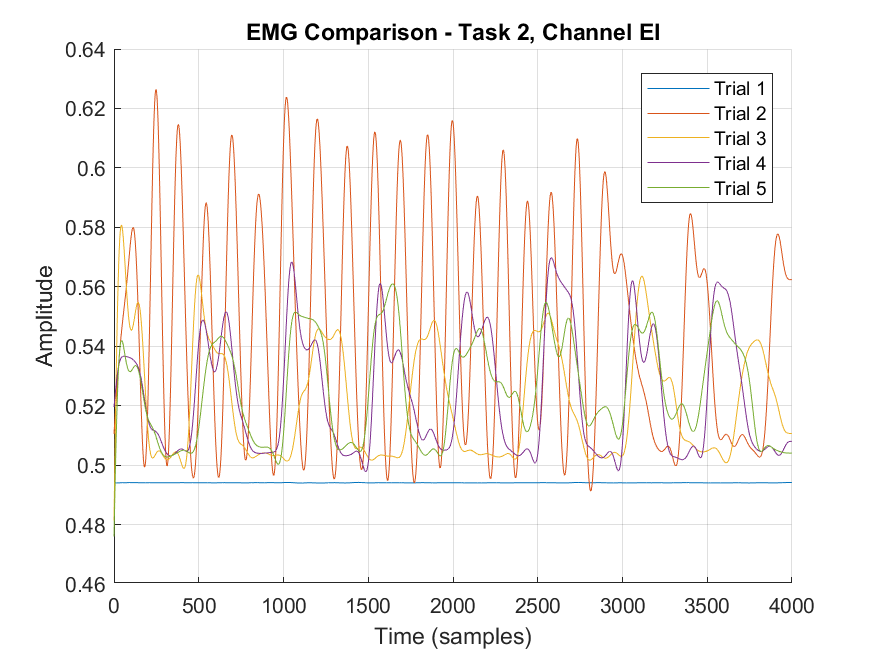 EMG Comparison - Task 2, Channel EI
0.64
0.62
0.6
0.58
0.56
0.54
0.52
0.5
0.48
0.46
Amplitude
Trial 1
Trial 2
Trial 3
Trial 4
Trial 5
0 500 1000 1500 2000 2500 3000 3500 4000
Time (samples)